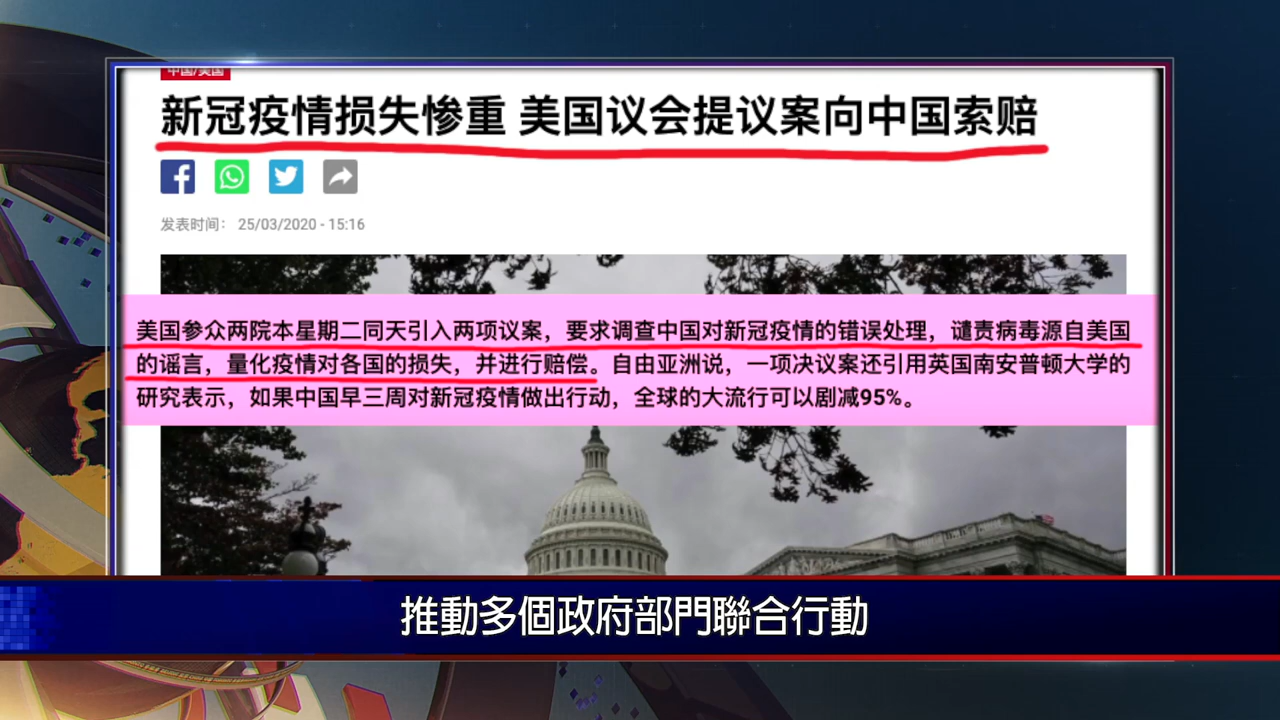 中国/美国
新冠疫情损失惨重 美国议会提议案向中国索赔
发表时间： 25/03/2020 - 15:16
美国参众两院本星期二同天引入两项议案，要求调查中国对新冠疫情的错误处理，谴责病毒源自美国
的谣言，量化疫情对各国的损失，并进行赔偿。自由亚洲说，一项决议案还引用英国南安普顿大学的
研究表示，如果中国早三周对新冠疫情做出行动，全球的大流行可以剧减95%。
推動多個政府部門聯合行動